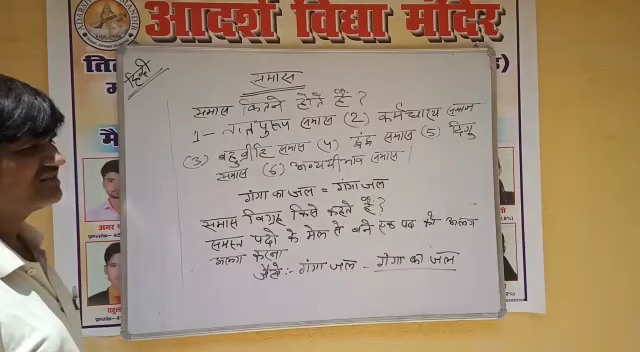 आदर्श विद्या मंदिर
हिन्दी
समास
समास कितने होते हैं?
1- तत्पुरूष समास (2) कर्मधारय समास
(3) बहुव्रीहि समास (4) द्वंद्व समास (5) द्विगु
समास (6) अव्ययीभाव समास।
गंगा का जल = गंगाजल
समास विग्रह किसे कहते हैं?
समस्त पदो के मेल से बने एक पद को अलग
अलग करना
जैसे:- गंगा जल - गंगा का जल